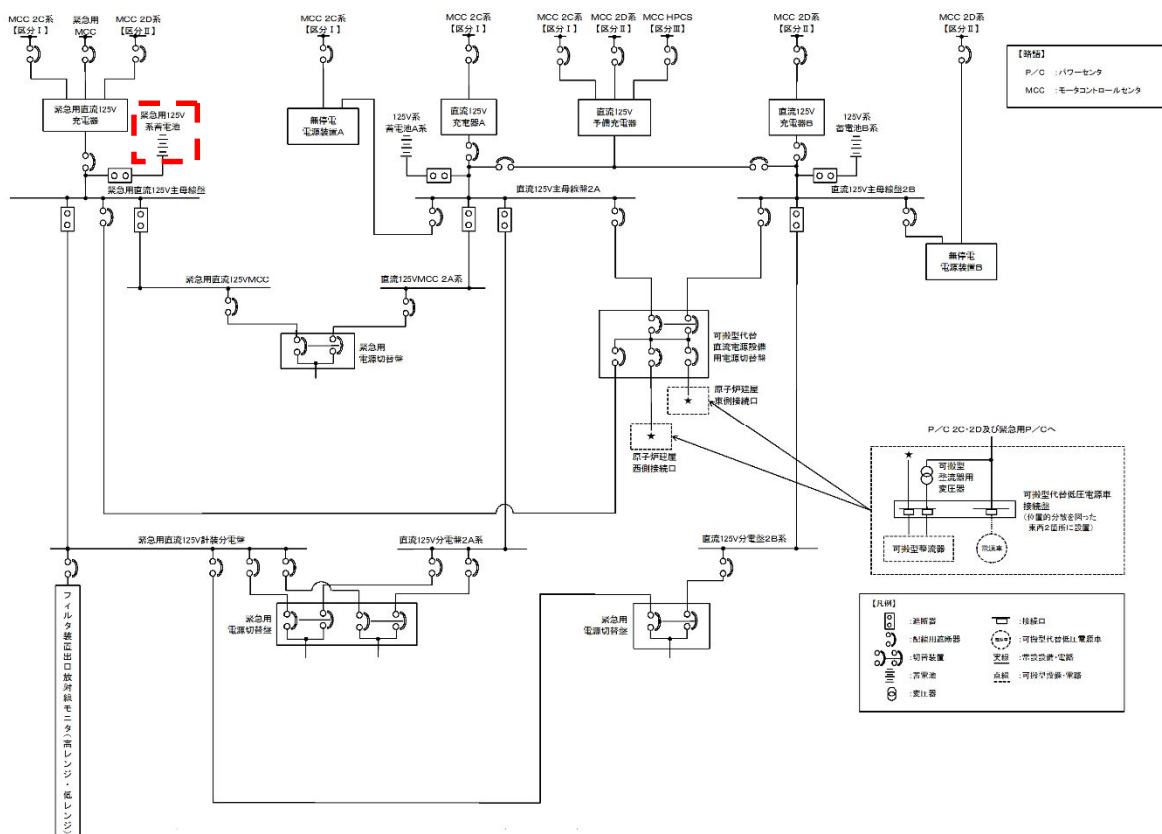 MCC 2C系
【区分Ⅰ】
緊急用
MCC
MCC 2D系
【区分Ⅱ】
MCC 2C系
【区分Ⅰ】
MCC 2C系
【区分Ⅰ】
MCC 2C系
【区分Ⅰ】
MCC 2D系
【区分Ⅱ】
MCC HPCS
【区分Ⅲ】
MCC 2D系
【区分Ⅱ】
MCC 2D系
【区分Ⅱ】
【略語】
P/C :パワーセンタ
MCC :モータコントロールセンタ
緊急用直流125V
充電器
緊急用125V
系蓄電池
無停電
電源装置A
125V系
蓄電池A系
直流125V
充電器A
直流125V
予備充電器
直流125V
充電器B
125V系
蓄電池B系
緊急用直流125V主母線盤
直流125V主母線盤2A
直流125V主母線盤2B
無停電
電源装置B
緊急用直流125VMCC
直流125VMCC 2A系
緊急用
電源切替盤
可搬型代替
直流電源設備
用電源切替盤
原子炉建屋
東側接続口
★
★
原子炉建屋
西側接続口
P/C 2C・2D及び緊急用P/Cへ
★
可搬型
整流器用
変圧器
可搬型代替低圧電源車
接続盤
(位置的分散を図った
東西2箇所に設置)
可搬型整流器
電源車
緊急用直流125V計装分電盤
直流125V分電盤2A系
直流125V分電盤2B系
緊急用
電源切替盤
緊急用
電源切替盤
フィルタ装置出口放射線モニタ(高レンジ・低レンジ)
【凡例】
:遮断器
:配線用遮断器
:切替装置
:蓄電池
:変圧器
:接続口
:可搬型代替低圧電源車
実線 :常設設備・電路
点線 :可搬型設備・電路